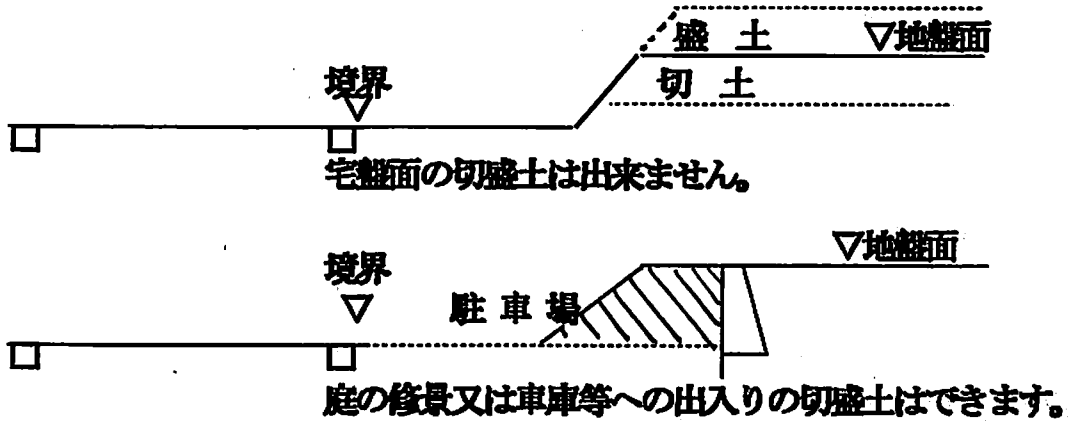 盛 土 ▽地盤面
境界 切 土
▽
宅盤面の切盛土は出来ません。
▽地盤面
境界
▽
駐 車 場
庭の修景又は車庫等への出入りの切盛土はできます。